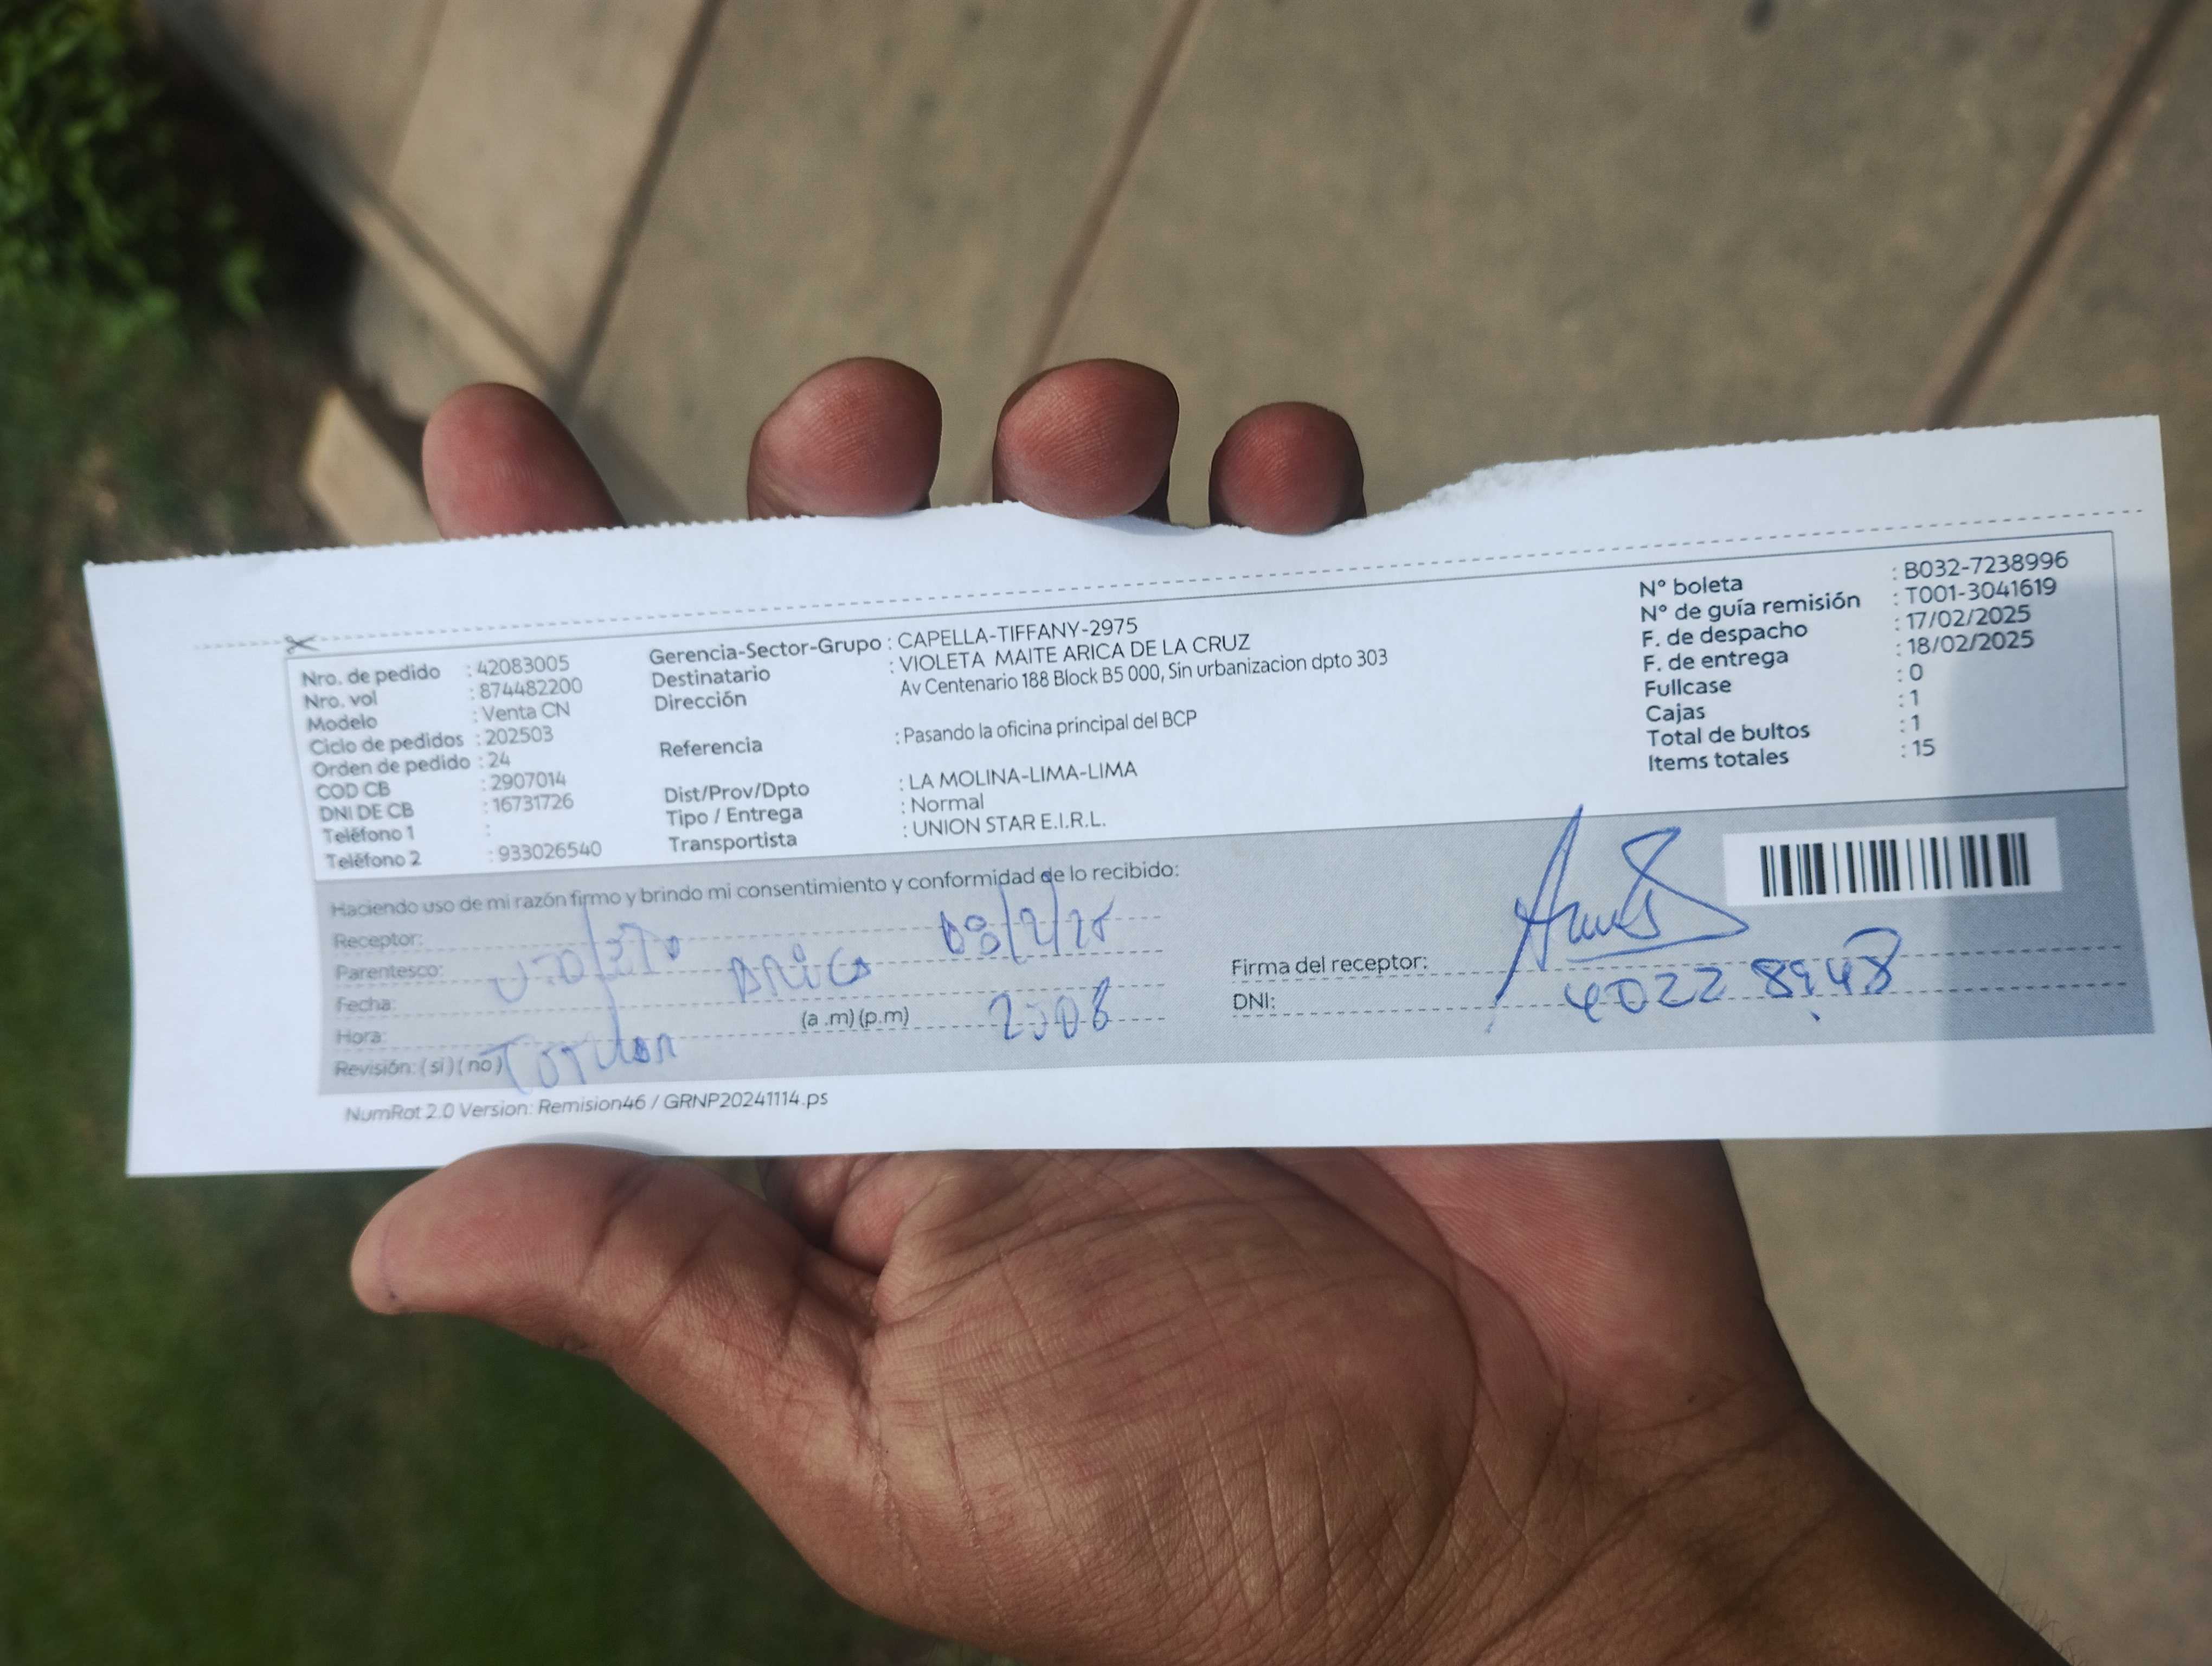 Nro. de pedido : 42083005
Nro. vol : 874482200
Modelo : Venta CN
Ciclo de pedidos : 202503
Orden de pedido : 24
COD CB : 2907014
DNI DE CB : 16731726
Teléfono 1 :
Teléfono 2 : 933026540
Gerencia-Sector-Grupo : CAPELLA-TIFFANY-2975
Destinatario : VIOLETA MAITE ARICA DE LA CRUZ
Dirección Av Centenario 188 Block B5 000, Sin urbanizacion dpto 303
Referencia : Pasando la oficina principal del BCP
Dist/Prov/Dpto : LA MOLINA-LIMA-LIMA
Tipo / Entrega : Normal
Transportista : UNION STAR E.I.R.L.
N° boleta : B032-7238996
N° de guía remisión : T001-3041619
F. de despacho : 17/02/2025
F. de entrega : 18/02/2025
Fullcase : 0
Cajas : 1
Total de bultos : 1
Items totales : 15
Haciendo uso de mi razón firmo y brindo mi consentimiento y conformidad de lo recibido:
Receptor:
Parentesco:
Fecha:
Hora: (a .m) (p.m)
Revisión: (si) (no)
Firma del receptor:
DNI: 40228948
NumRot 2.0 Version: Remision46 / GRNP20241114.ps